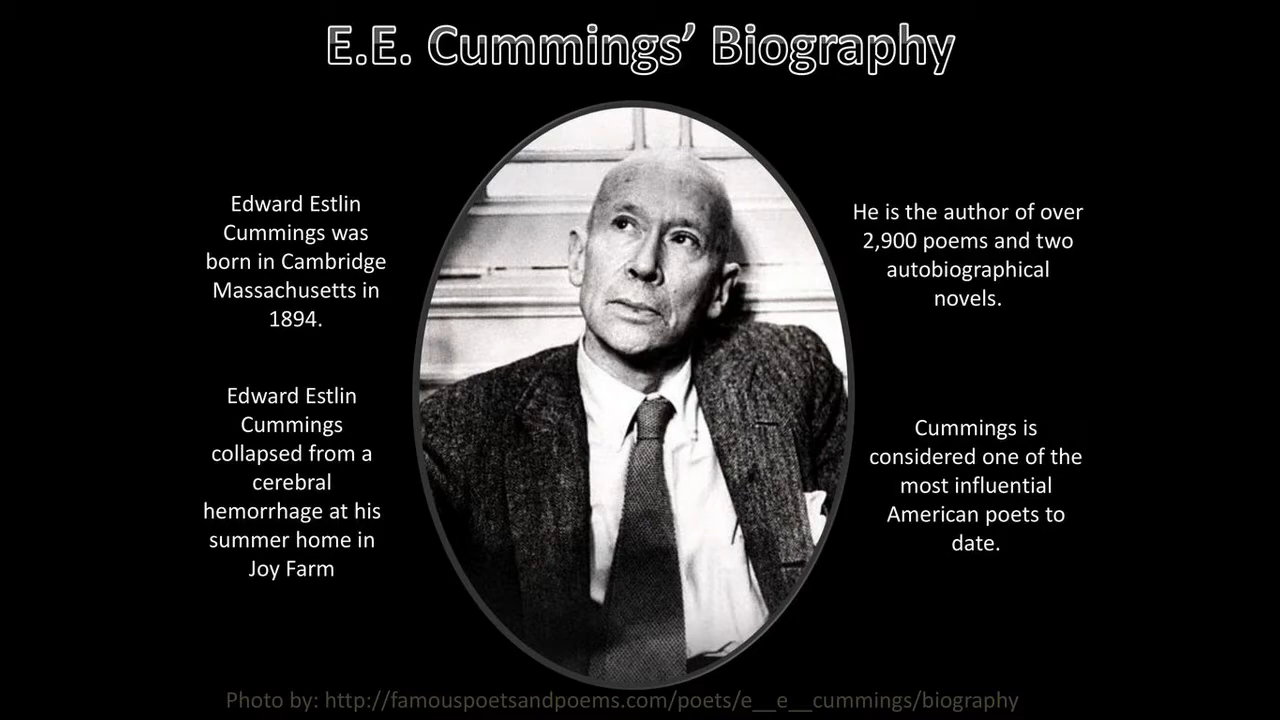 E.E. Cummings’ Biography
Edward Estlin
Cummings was
born in Cambridge
Massachusetts in
1894.
Edward Estlin
Cummings
collapsed from a
cerebral
hemorrhage at his
summer home in
Joy Farm
He is the author of over
2,900 poems and two
autobiographical
novels.
Cummings is
considered one of the
most influential
American poets to
date.
Photo by: http://famouspoetsandpoems.com/poets/e__e__cummings/biography